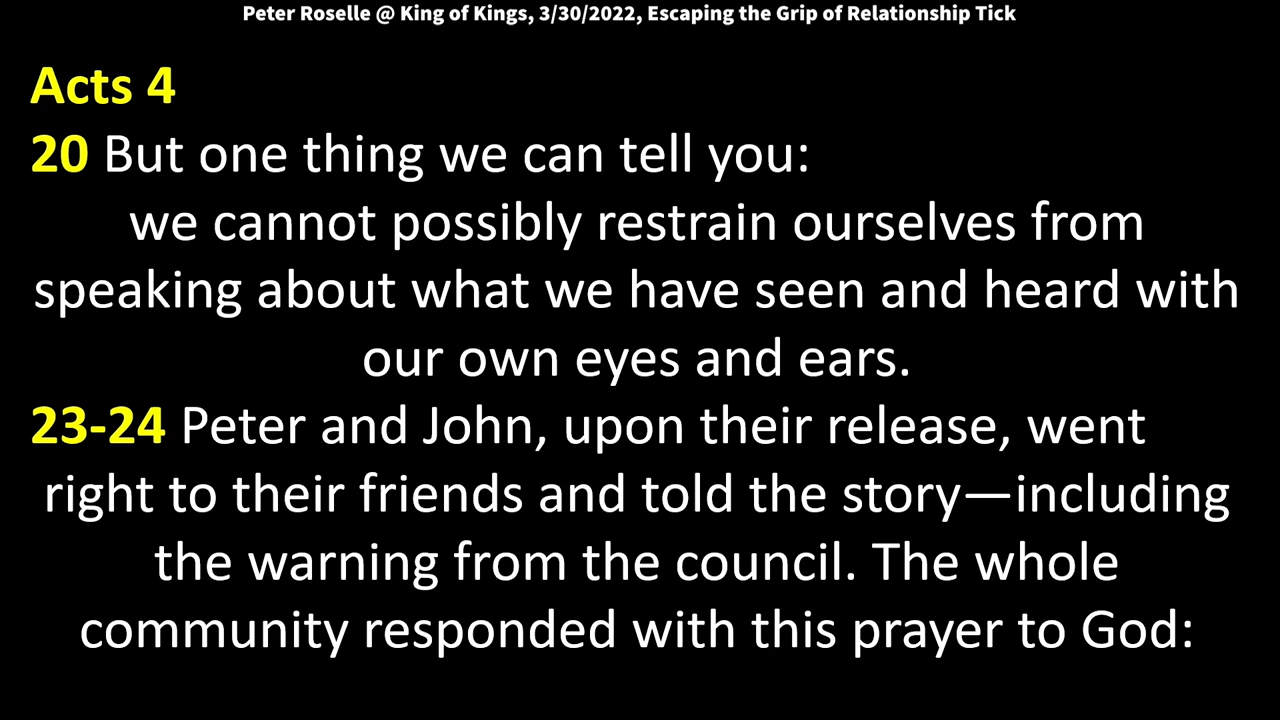 Peter Roselle @ King of Kings, 3/30/2022, Escaping the Grip of Relationship Tick
Acts 4
20 But one thing we can tell you:
we cannot possibly restrain ourselves from
speaking about what we have seen and heard with
our own eyes and ears.
23-24 Peter and John, upon their release, went
right to their friends and told the story—including
the warning from the council. The whole
community responded with this prayer to God: